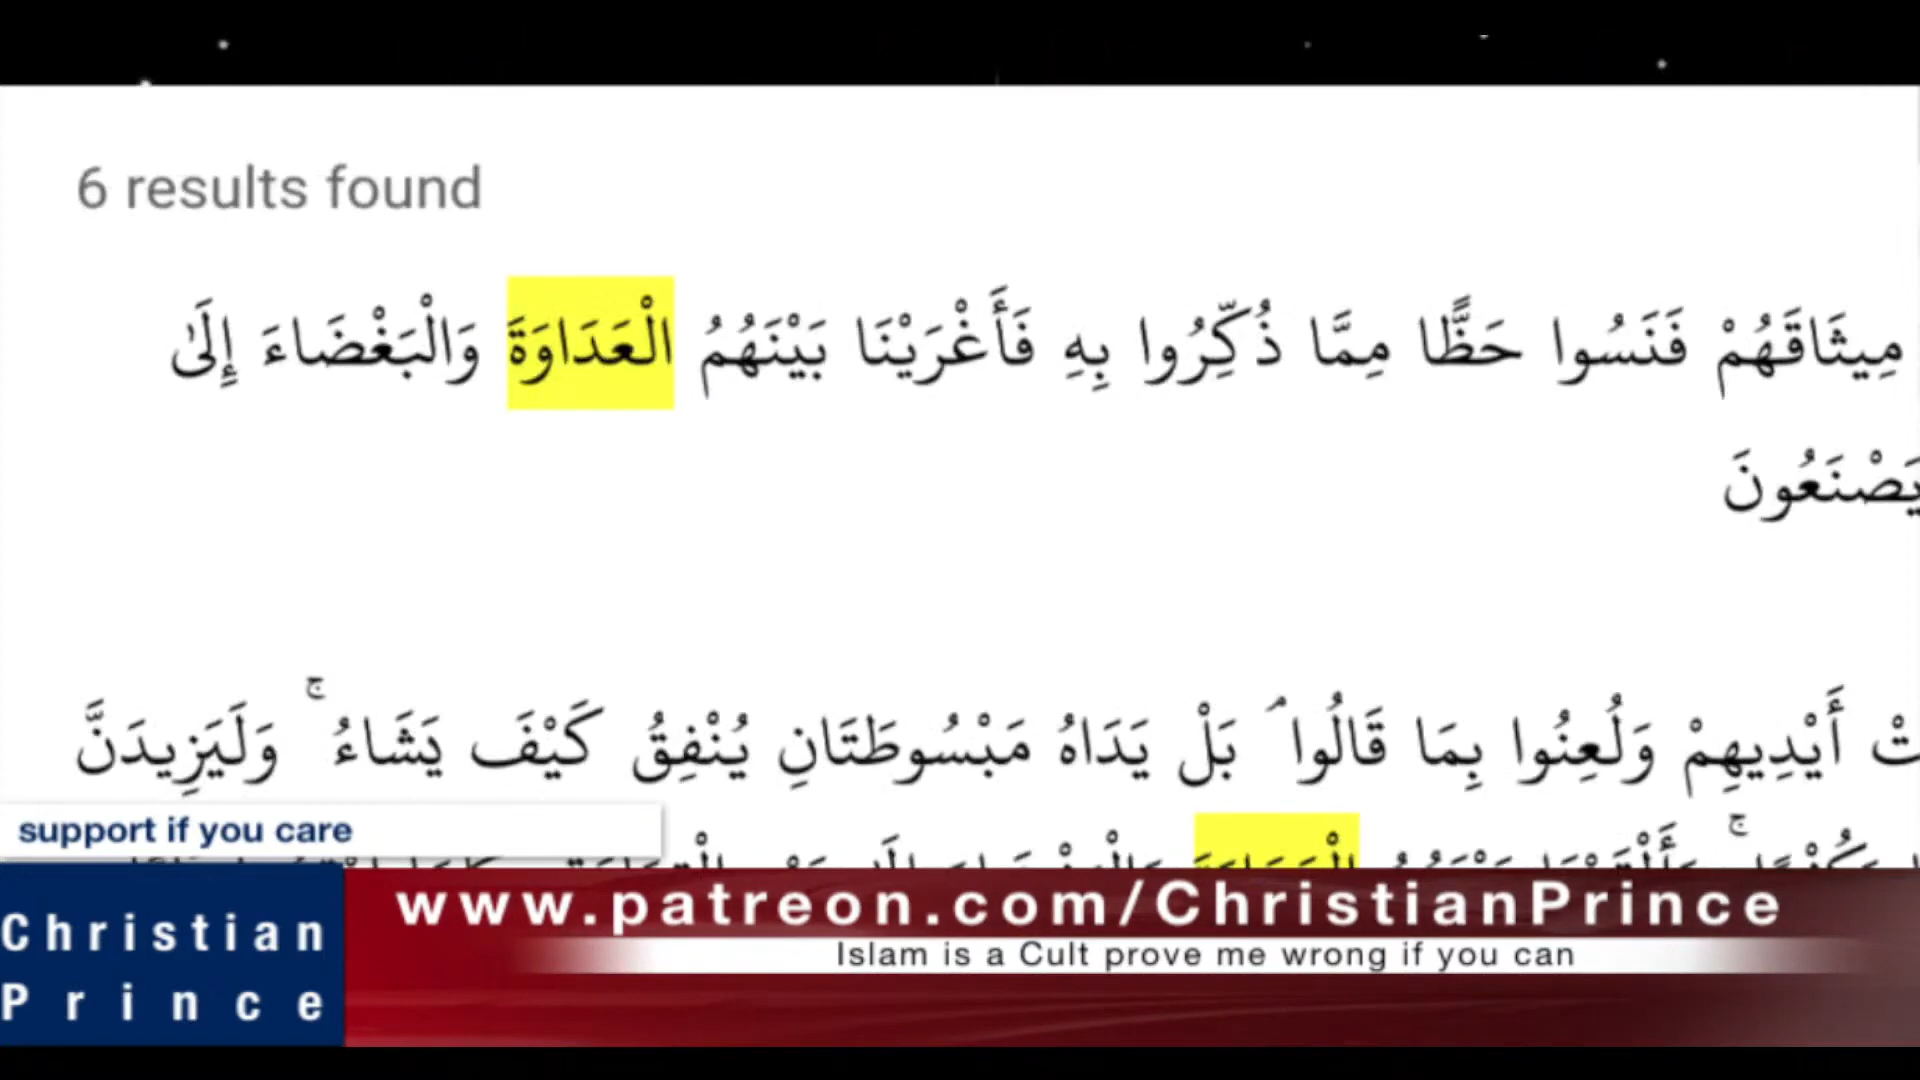 6 results found
مِيثَاقَهُمْ فَنَسُوا حَظًّا مِمَّا ذُكِّرُوا بِهِ فَأَغْرَيْنَا بَيْنَهُمُ الْعَدَاوَةَ وَالْبَغْضَاءَ إِلَىٰ
يَصْنَعُونَ
تْ أَيْدِيهِمْ وَلُعِنُوا بِمَا قَالُوا ۘ بَلْ يَدَاهُ مَبْسُوطَتَانِ يُنْفِقُ كَيْفَ يَشَاءُ ۚ وَلَيَزِيدَنَّ
support if you care
Christian
Prince
www.patreon.com/ChristianPrince
Islam is a Cult prove me wrong if you can